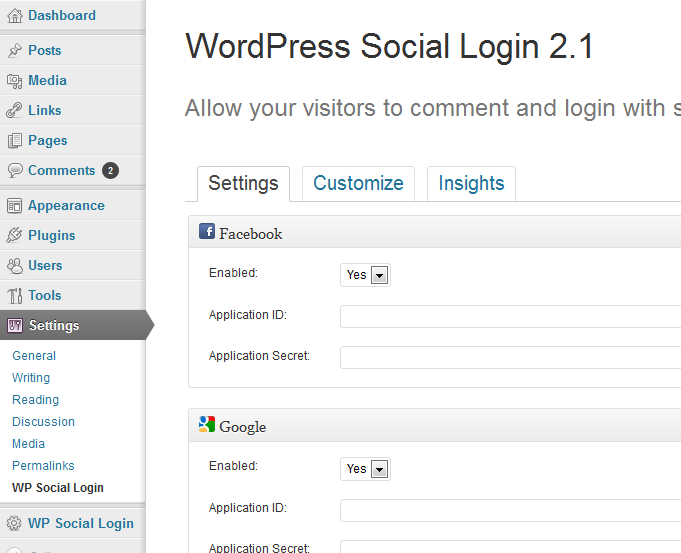 Dashboard
Posts
Media
Links
Pages
Comments 2
Appearance
Plugins
Users
Tools
Settings
General
Writing
Reading
Discussion
Media
Permalinks
WP Social Login
WP Social Login
WordPress Social Login 2.1
Allow your visitors to comment and login with s
Settings Customize Insights
Facebook
Enabled: Yes
Application ID:
Application Secret:
Google
Enabled: Yes
Application ID:
Application Secret: